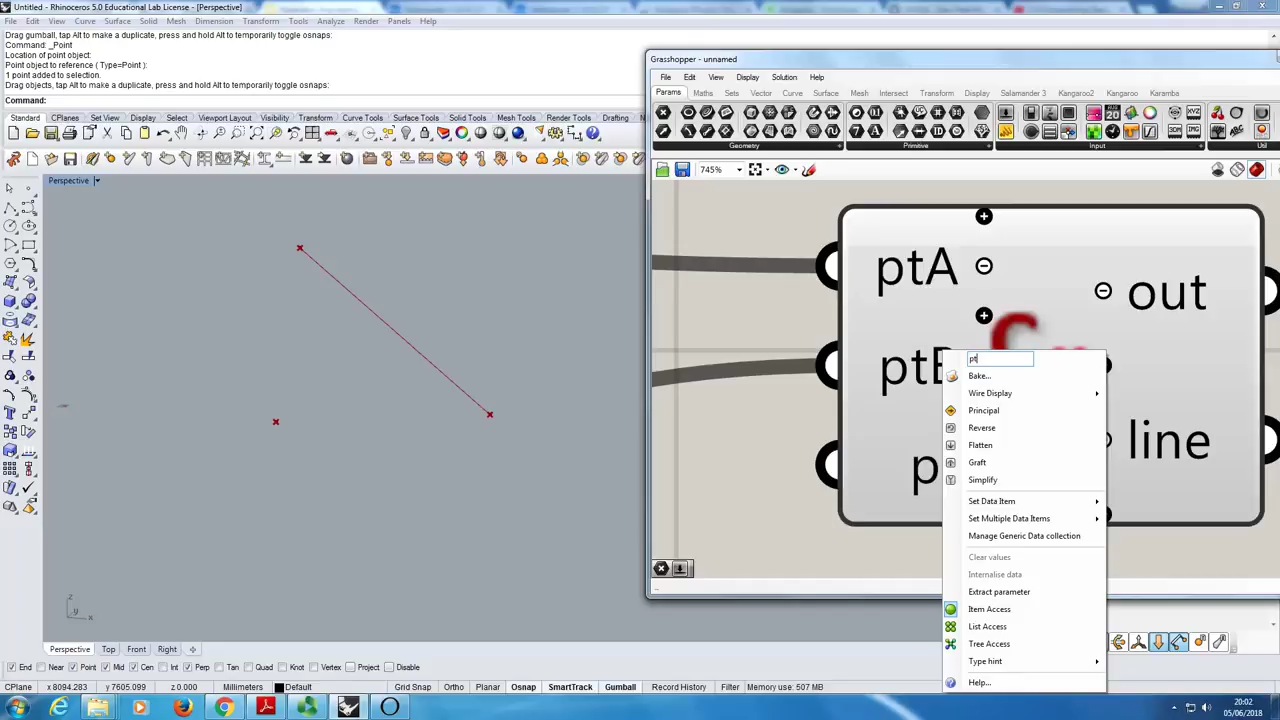 Untitled - Rhinoceros 5.0 Educational Lab License - [Perspective]
File Edit View Curve Surface Solid Mesh Dimension Transform Tools Analyze Render Panels Help
Drag gumball, tap Alt to make a duplicate, press and hold Alt to temporarily toggle osnaps:
Command: _Point
Location of point object:
Point object to reference ( Type=Point ):
1 point added to selection.
Drag objects, tap Alt to make a duplicate, press and hold Alt to temporarily toggle osnaps:
Command:
Standard CPlanes Set View Display Select Viewport Layout Visibility Transform Curve Tools Surface Tools Solid Tools Mesh Tools Render Tools Drafting
Perspective
Grasshopper - unnamed
File Edit View Display Solution Help
Params Maths Sets Vector Curve Surface Mesh Intersect Transform Display Salamander 3 Kangaroo2 Kangaroo Karamba
Geometry Primitive Input Util
745%
ptA
out
ptB
line
p
pt
Bake...
Wire Display
Principal
Reverse
Flatten
Graft
Simplify
Set Data Item
Set Multiple Data Items
Manage Generic Data collection
Clear values
Internalise data
Extract parameter
Item Access
List Access
Tree Access
Type hint
Help...
z
y
x
Perspective Top Front Right
End Near Point Mid Cen Int Perp Tan Quad Knot Vertex Project Disable
CPlane x 8094.283 y 7605.099 z 0.000 Millimeters Default Grid Snap Ortho Planar Osnap SmartTrack Gumball Record History Filter Memory use: 507 MB
20:02
05/06/2018